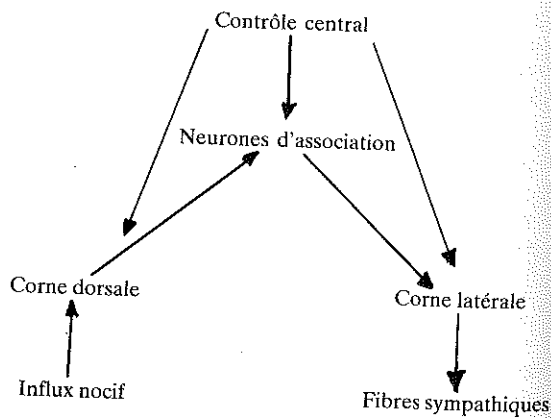 Contrôle central
Neurones d'association
Corne dorsale
Corne latérale
Influx nocif
Fibres sympathiques